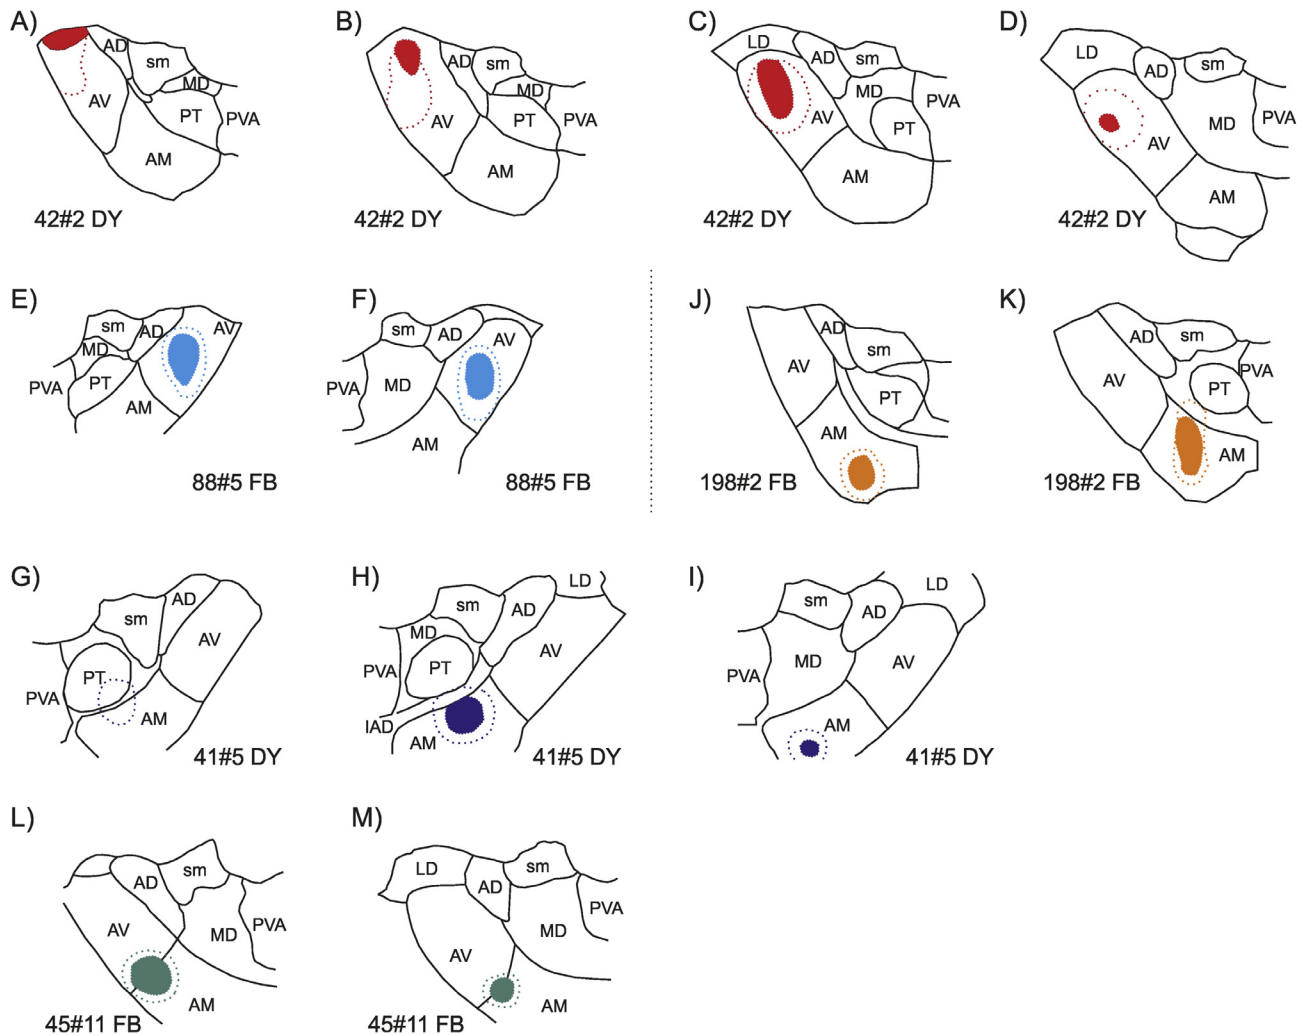 A)
B)
C)
D)
AD
sm
MD
AV
PT
PVA
AM
42#2 DY
AD
sm
MD
AV
PT
PVA
AM
42#2 DY
LD
AD
sm
MD
PVA
AV
PT
AM
42#2 DY
LD
AD
sm
MD
PVA
AV
AM
42#2 DY
E)
F)
J)
K)
sm
AD
AV
MD
PVA
PT
AM
88#5 FB
sm
AD
AV
PVA
MD
AM
88#5 FB
AD
sm
AV
PT
AM
198#2 FB
AD
sm
PVA
AV
PT
AM
198#2 FB
G)
H)
I)
AD
sm
AV
PT
PVA
AM
41#5 DY
LD
sm
AD
MD
AV
PVA
PT
IAD
AM
41#5 DY
LD
sm
AD
MD
AV
PVA
AM
41#5 DY
L)
M)
sm
AD
AV
MD
PVA
AM
45#11 FB
LD
sm
AD
PVA
MD
AV
AM
45#11 FB